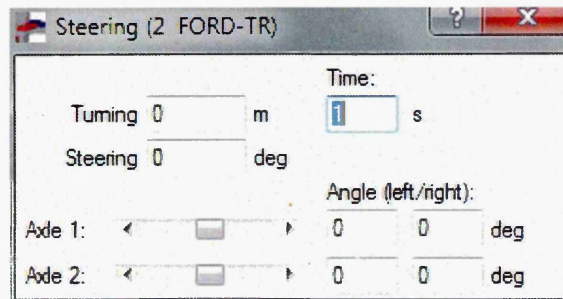 Steering (2 FORD-TR)
Time:
Turning 0 m 1 s
Steering 0 deg
Angle (left/right):
Axle 1: 0 0 deg
Axle 2: 0 0 deg